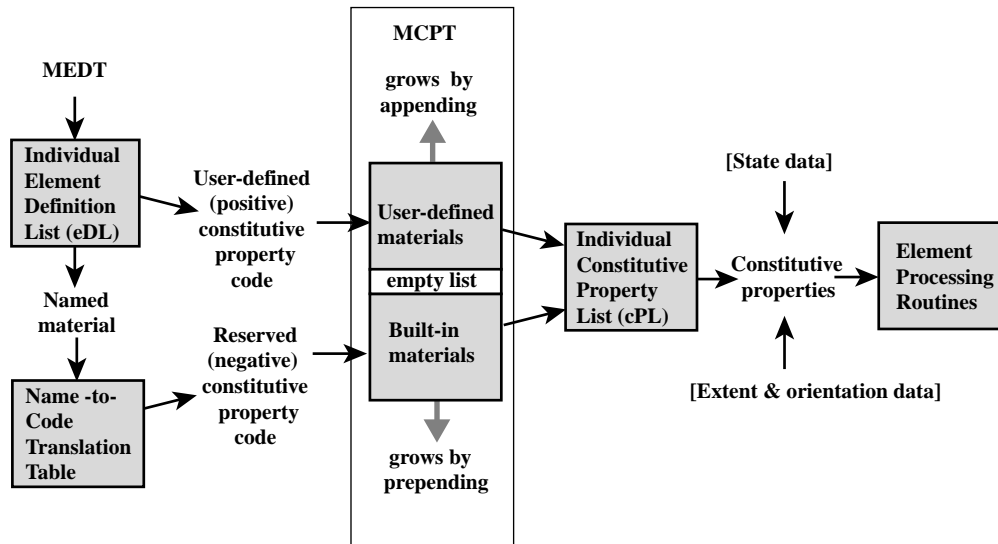 MEDT
Individual
Element
Definition
List (eDL)
Named
material
Name -to-
Code
Translation
Table
User-defined
(positive)
constitutive
property
code
Reserved
(negative)
constitutive
property
code
MCPT
grows by
appending
User-defined
materials
empty list
Built-in
materials
grows by
prepending
Individual
Constitutive
Property
List (cPL)
[State data]
Constitutive
properties
[Extent & orientation data]
Element
Processing
Routines